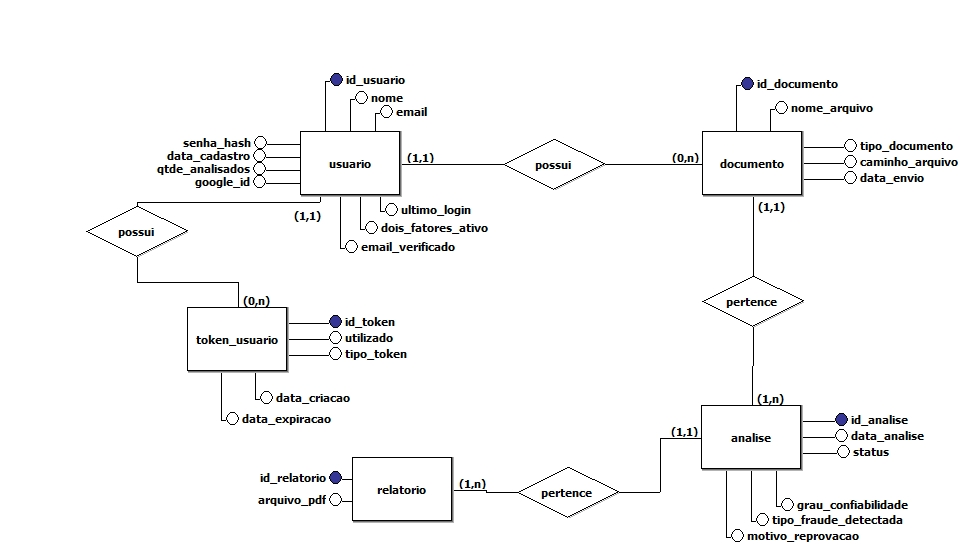 id_usuario
nome
email
senha_hash
data_cadastro
qtde_analisados
google_id
usuario
(1,1)
possui
(0,n)
id_documento
nome_arquivo
documento
tipo_documento
caminho_arquivo
data_envio
ultimo_login
dois_fatores_ativo
email_verificado
(1,1)
possui
(0,n)
token_usuario
id_token
utilizado
tipo_token
data_criacao
data_expiracao
(1,1)
pertence
(1,n)
analise
id_analise
data_analise
status
grau_confiabilidade
tipo_fraude_detectada
motivo_reprovacao
(1,1)
pertence
(1,n)
relatorio
id_relatorio
arquivo_pdf